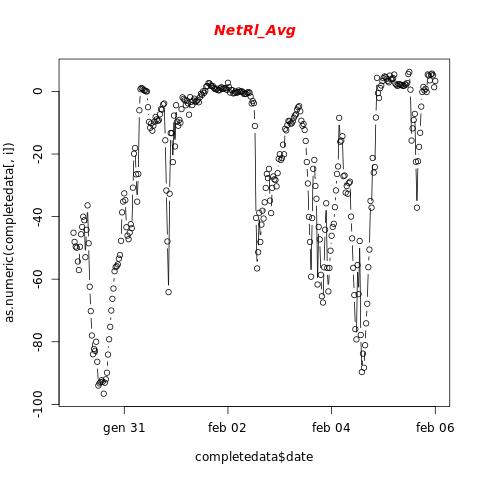 NetRl_Avg
as.numeric(completedata[, i])
0
-20
-40
-60
-80
-100
gen 31
feb 02
feb 04
feb 06
completedata$date